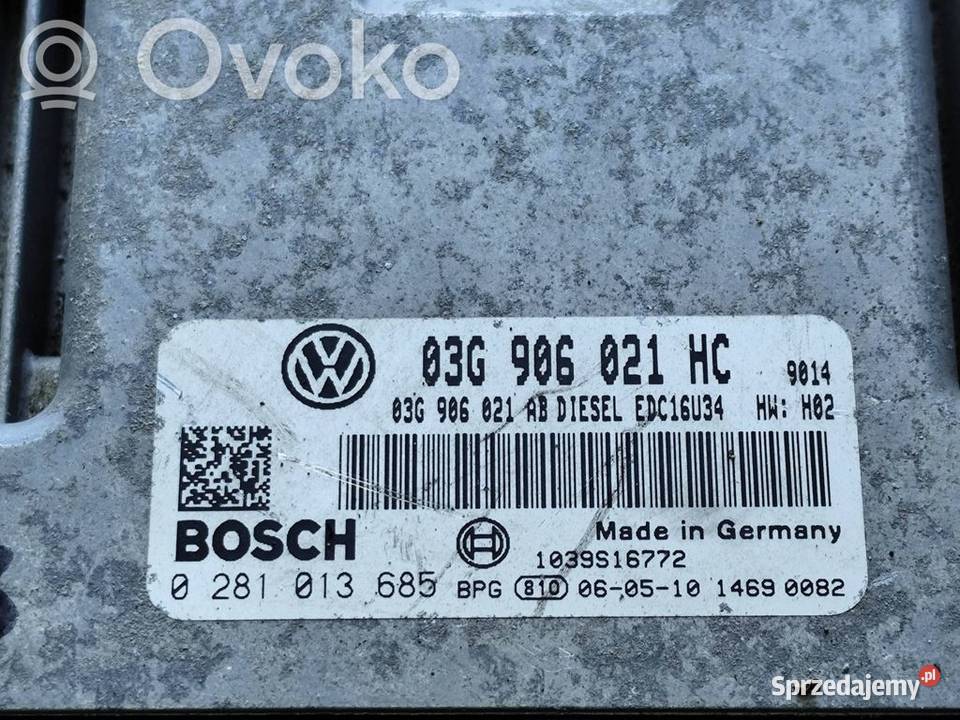 Ovoko
03G 906 021 HC 9014
03G 906 021 AB DIESEL EDC16U34 HW: H02
BOSCH
Made in Germany
1039S16772
0 281 013 685 BPG 810 06-05-10 1469 0082
Sprzedajemy.pl